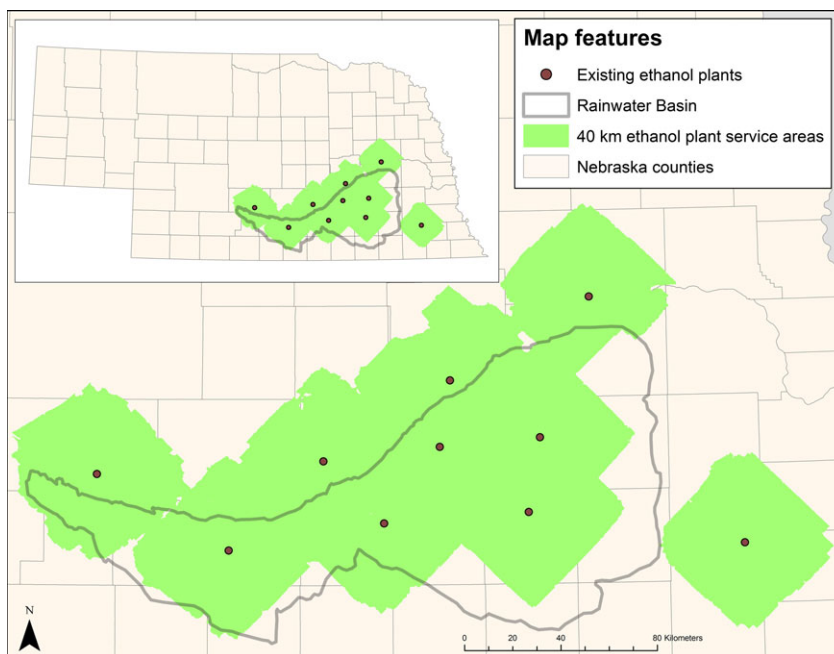 Map features
Existing ethanol plants
Rainwater Basin
40 km ethanol plant service areas
Nebraska counties
N
0 20 40 80 Kilometers